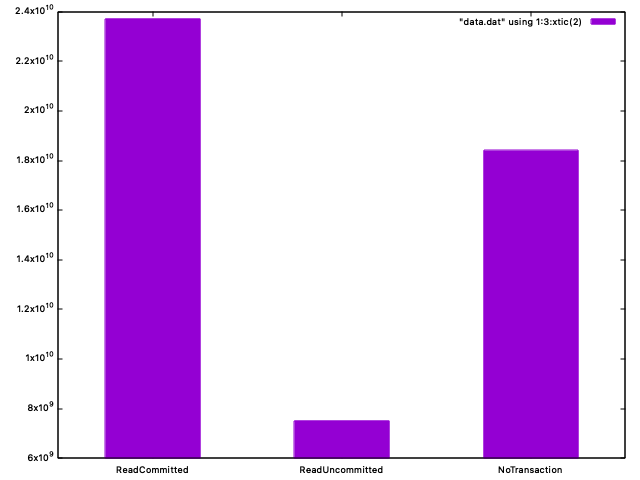 2.4x10^10
"data.dat" using 1:3:xtic(2)
2.2x10^10
2x10^10
1.8x10^10
1.6x10^10
1.4x10^10
1.2x10^10
1x10^10
8x10^9
6x10^9
ReadCommitted ReadUncommitted NoTransaction